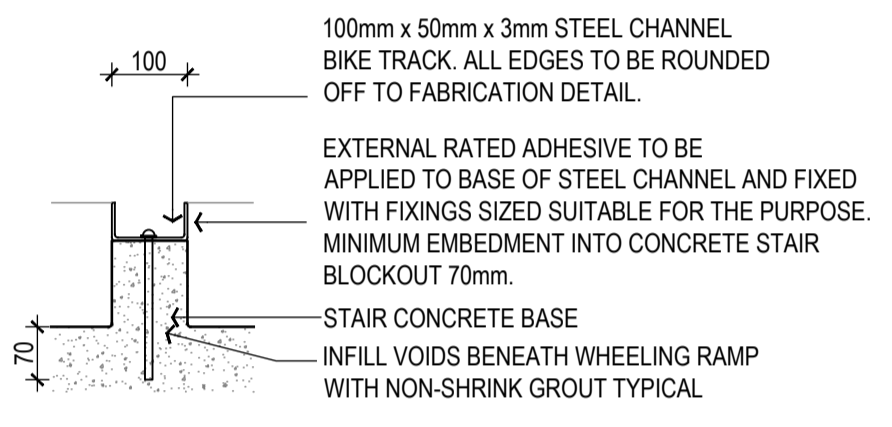 100mm x 50mm x 3mm STEEL CHANNEL
BIKE TRACK. ALL EDGES TO BE ROUNDED
OFF TO FABRICATION DETAIL.
100
EXTERNAL RATED ADHESIVE TO BE
APPLIED TO BASE OF STEEL CHANNEL AND FIXED
WITH FIXINGS SIZED SUITABLE FOR THE PURPOSE.
MINIMUM EMBEDMENT INTO CONCRETE STAIR
BLOCKOUT 70mm.
STAIR CONCRETE BASE
70
INFILL VOIDS BENEATH WHEELING RAMP
WITH NON-SHRINK GROUT TYPICAL